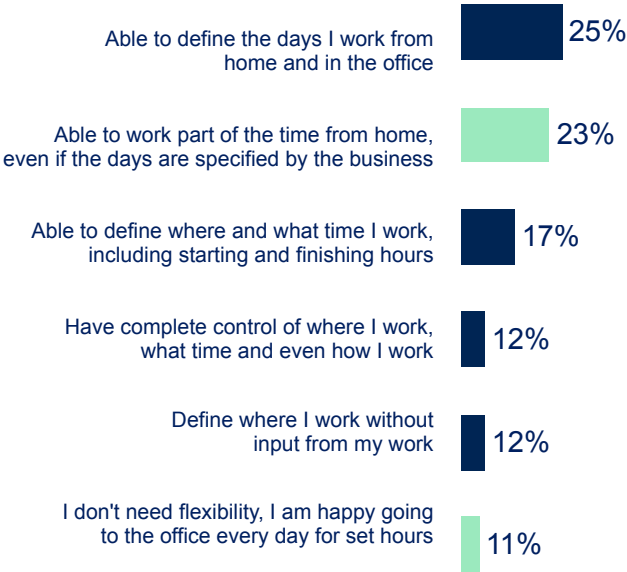 Able to define the days I work from
home and in the office
25%
Able to work part of the time from home,
even if the days are specified by the business
23%
Able to define where and what time I work,
including starting and finishing hours
17%
Have complete control of where I work,
what time and even how I work
12%
Define where I work without
input from my work
12%
I don't need flexibility, I am happy going
to the office every day for set hours
11%